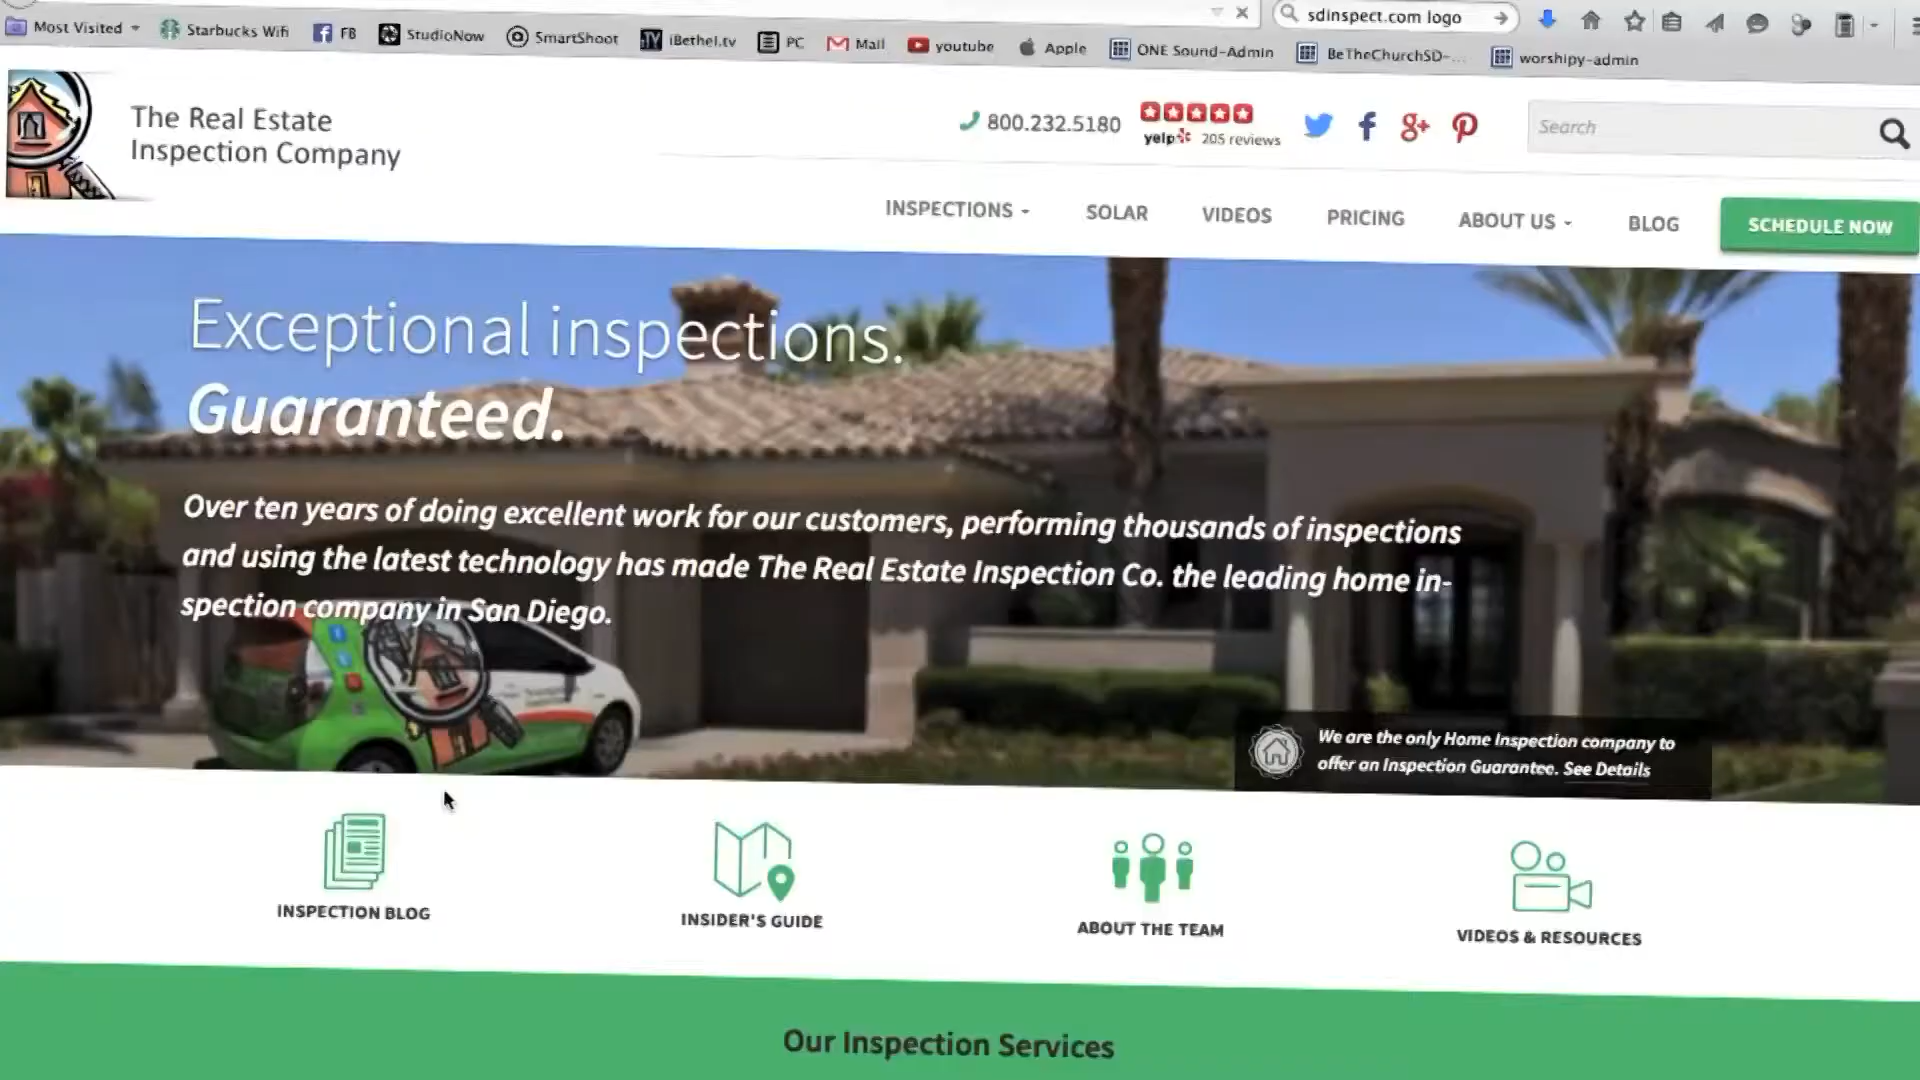 sdinspect.com logo
Most Visited
Starbucks Wifi
FB
StudioNow
SmartShoot
iBethel.tv
PC
Mail
youtube
Apple
ONE Sound-Admin
BeTheChurchSD-...
worshipy-admin
The Real Estate
Inspection Company
800.232.5180
yelp 205 reviews
Search
INSPECTIONS
SOLAR
VIDEOS
PRICING
ABOUT US
BLOG
SCHEDULE NOW
Exceptional inspections.
Guaranteed.
Over ten years of doing excellent work for our customers, performing thousands of inspections
and using the latest technology has made The Real Estate Inspection Co. the leading home in-
spection company in San Diego.
We are the only Home Inspection company to
offer an Inspection Guarantee. See Details
INSPECTION BLOG
INSIDER'S GUIDE
ABOUT THE TEAM
VIDEOS & RESOURCES
Our Inspection Services